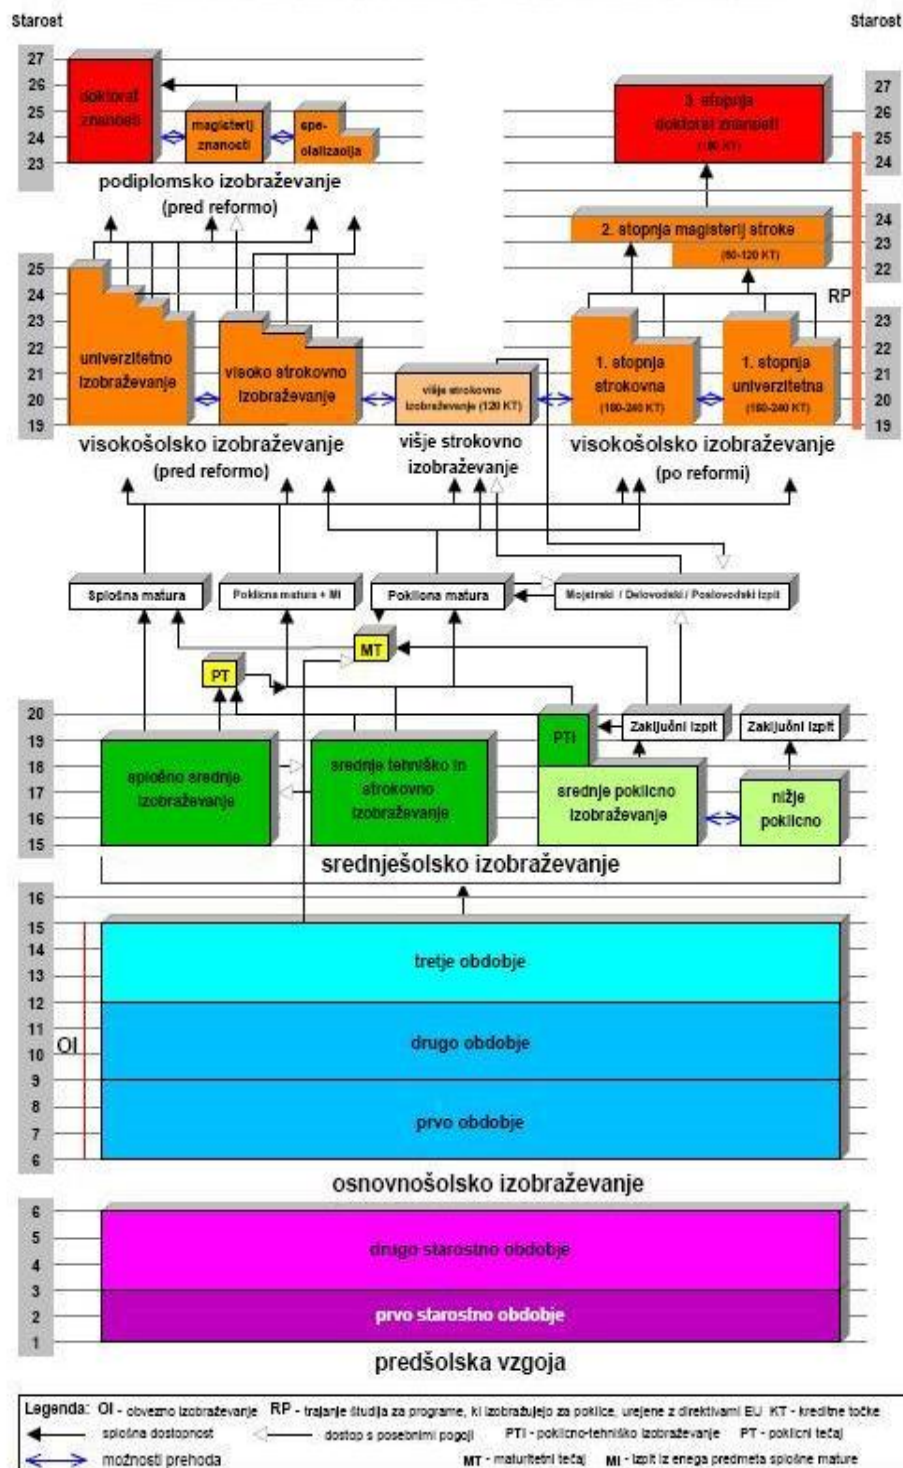 Starost
Starost
27
26
25
24
23
doktorat
znanosti
magisterij
znanosti
spe-
cializacija
podiplomsko izobraževanje
(pred reformo)
3. stopnja
doktorat znanosti
(180 KT)
27
26
25
24
2. stopnja magisterij stroke
(60-120 KT)
24
23
22
RP
25
24
23
22
21
20
19
univerzitetno
izobraževanje
visoko strokovno
izobraževanje
višje strokovno
izobraževanje (120 KT)
1. stopnja
strokovna
(180-240 KT)
1. stopnja
univerzitetna
(180-240 KT)
23
22
21
20
19
visokošolsko izobraževanje
(pred reformo)
višje strokovno
izobraževanje
visokošolsko izobraževanje
(po reformi)
Splošna matura
Poklicna matura + MI
Poklicna matura
Mojstrski / Delovodski / Poslovodski izpit
MT
PT
20
19
18
17
16
15
splošno srednje
izobraževanje
srednje tehniško in
strokovno
izobraževanje
PTI
Zaključni izpit
Zaključni izpit
srednje poklicno
izobraževanje
nižje
poklicno
srednješolsko izobraževanje
16
15
14
13
12
11
10
9
8
7
6
OI
tretje obdobje
drugo obdobje
prvo obdobje
osnovnošolsko izobraževanje
6
5
4
3
2
1
drugo starostno obdobje
prvo starostno obdobje
predšolska vzgoja
Legenda: OI - obvezno izobraževanje RP - trajanje študija za programe, ki izobražujejo za poklice, urejene z direktivami EU KT - kreditne točke
splošna dostopnost dostop s posebnimi pogoji PTI - poklicno-tehniško izobraževanje PT - poklicni tečaj
možnosti prehoda MT - maturitetni tečaj MI - izpit iz enega predmeta splošne mature